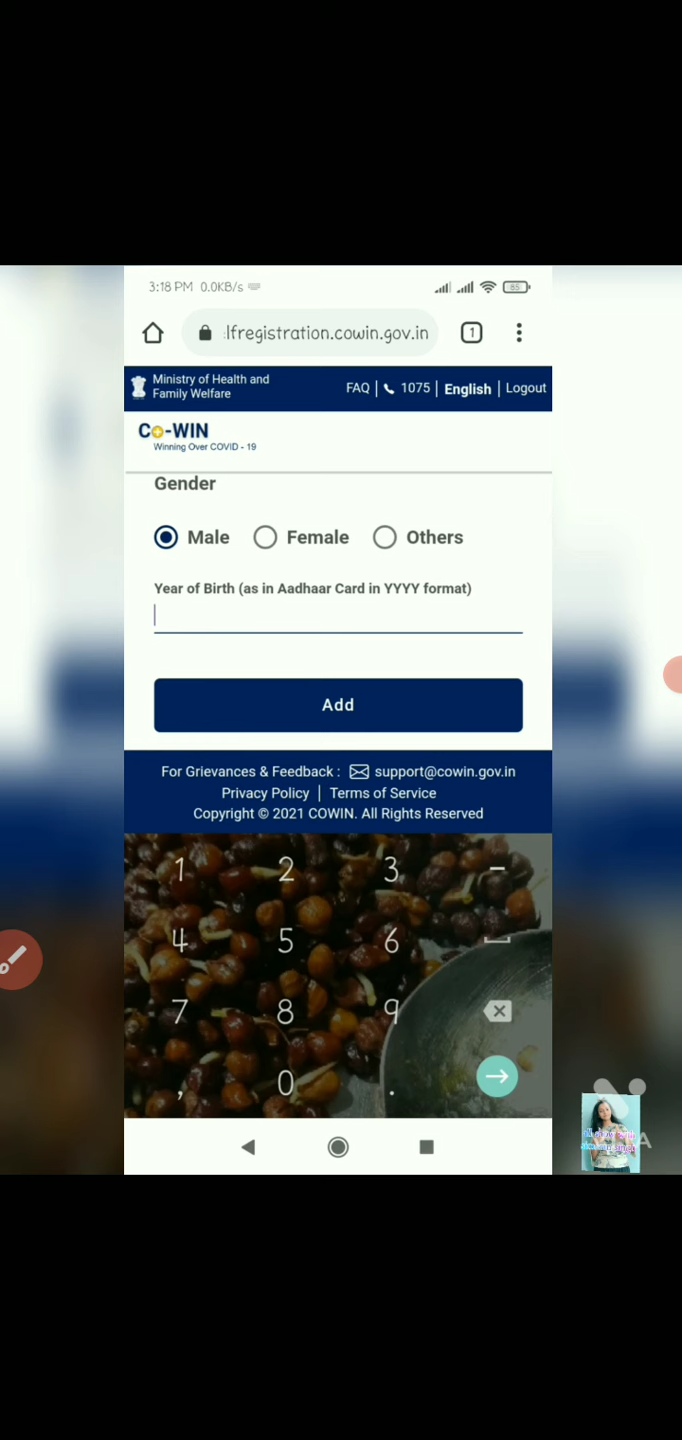 3:18 PM 0.0KB/s
85
lfregistration.cowin.gov.in
1
Ministry of Health and
Family Welfare
FAQ | 1075 | English | Logout
Co-WIN
Winning Over COVID - 19
Gender
Male Female Others
Year of Birth (as in Aadhaar Card in YYYY format)
Add
For Grievances & Feedback : support@cowin.gov.in
Privacy Policy | Terms of Service
Copyright © 2021 COWIN. All Rights Reserved
1 2 3 -
4 5 6
7 8 9
, 0 .